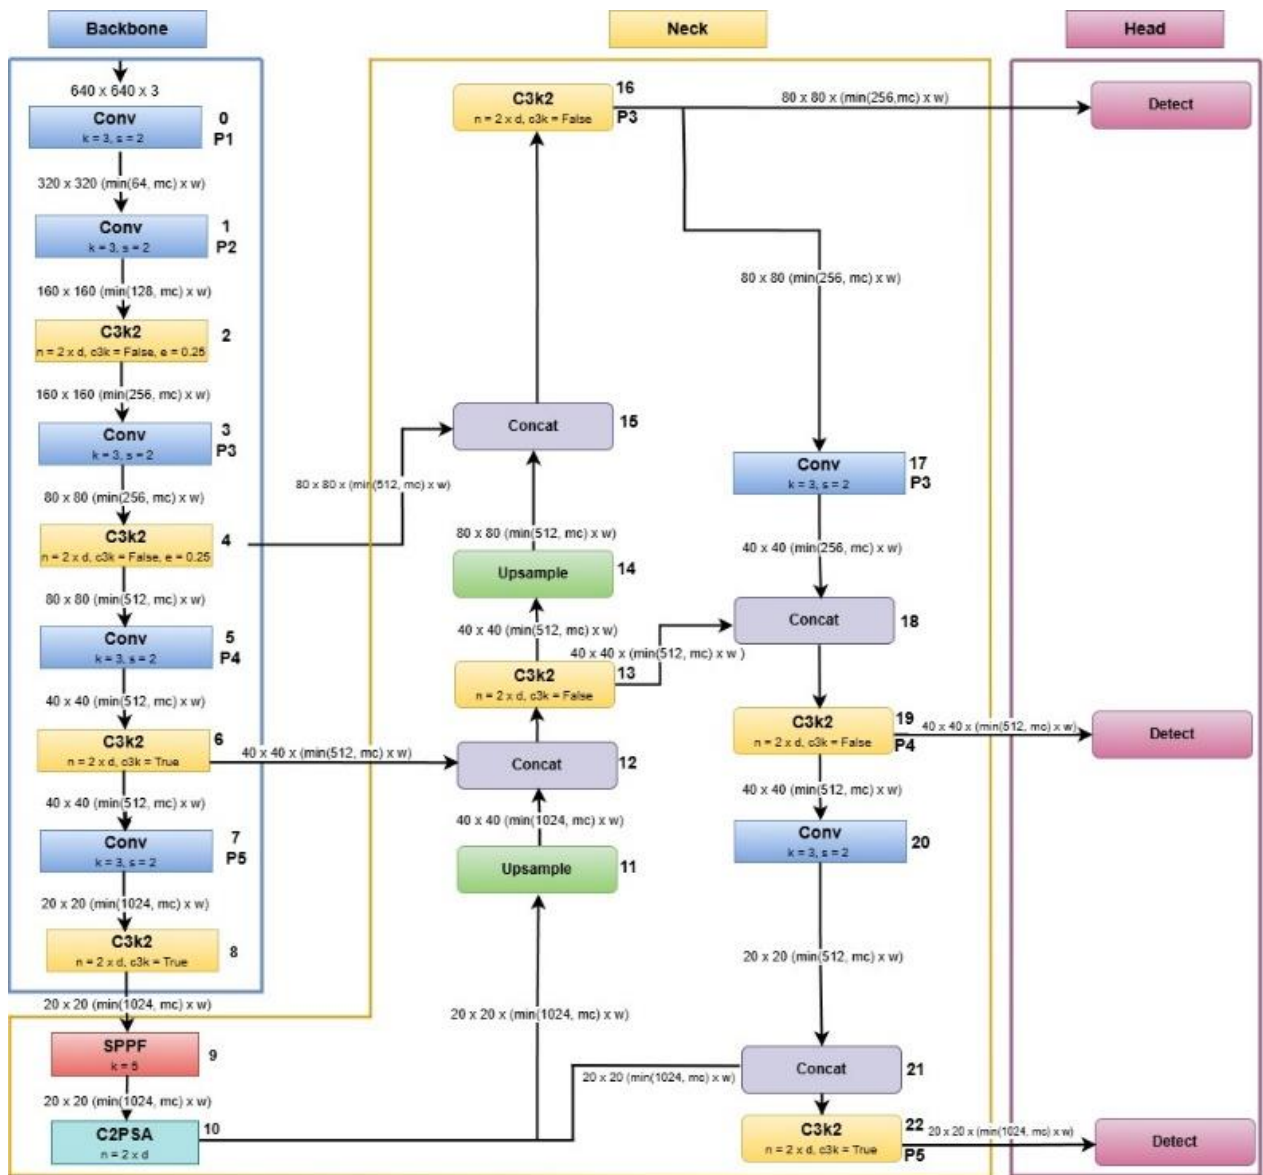 Backbone
Neck
Head
640 x 640 x 3
Conv
k = 3, s = 2
0
P1
320 x 320 (min(64, mc) x w)
Conv
k = 3, s = 2
1
P2
160 x 160 (min(128, mc) x w)
C3k2
n = 2 x d, c3k = False, e = 0.25
2
160 x 160 (min(256, mc) x w)
Conv
k = 3, s = 2
3
P3
80 x 80 (min(256, mc) x w)
C3k2
n = 2 x d, c3k = False, e = 0.25
4
80 x 80 (min(512, mc) x w)
Conv
k = 3, s = 2
5
P4
40 x 40 (min(512, mc) x w)
C3k2
n = 2 x d, c3k = True
6
40 x 40 (min(512, mc) x w)
Conv
k = 3, s = 2
7
P5
20 x 20 (min(1024, mc) x w)
C3k2
n = 2 x d, c3k = True
8
20 x 20 (min(1024, mc) x w)
SPPF
k = 5
9
20 x 20 (min(1024, mc) x w)
C2PSA
n = 2 x d
10
C3k2
n = 2 x d, c3k = False
16
P3
Concat
15
80 x 80 x (min(512, mc) x w)
80 x 80 (min(512, mc) x w)
Upsample
14
40 x 40 (min(512, mc) x w)
40 x 40 x (min(512, mc) x w )
C3k2
n = 2 x d, c3k = False
13
40 x 40 x (min(512, mc) x w)
Concat
12
40 x 40 (min(1024, mc) x w)
Upsample
11
20 x 20 x (min(1024, mc) x w)
80 x 80 x (min(256,mc) x w)
80 x 80 (min(256, mc) x w)
Conv
k = 3, s = 2
17
P3
40 x 40 (min(256, mc) x w)
Concat
18
C3k2
n = 2 x d, c3k = False
19
P4
40 x 40 x (min(512, mc) x w)
40 x 40 (min(512, mc) x w)
Conv
k = 3, s = 2
20
20 x 20 (min(512, mc) x w)
Concat
21
20 x 20 (min(1024, mc) x w)
C3k2
n = 2 x d, c3k = True
22
P5
20 x 20 x (min(1024, mc) x w)
Detect
Detect
Detect